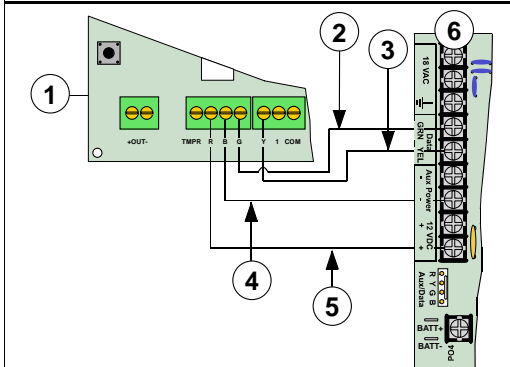 1
2
3
4
5
6
+OUT-
TMPR R B G Y 1 COM
18 VAC
GRN
YEL
Data
-
-
Aux Power
+
+
12 VDC
R Y G B
Aux/Data
BATT+
BATT-
PO4